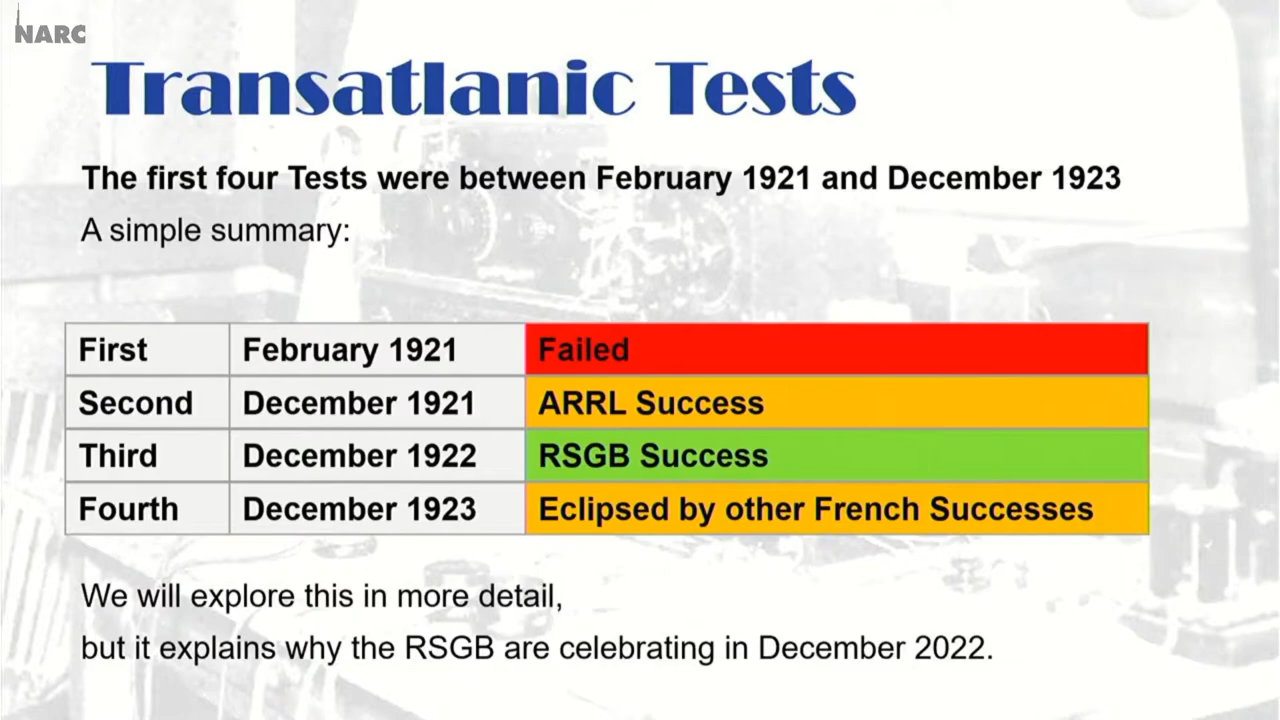 NARC
Transatlanic Tests
The first four Tests were between February 1921 and December 1923
A simple summary:
First February 1921 Failed
Second December 1921 ARRL Success
Third December 1922 RSGB Success
Fourth December 1923 Eclipsed by other French Successes
We will explore this in more detail,
but it explains why the RSGB are celebrating in December 2022.